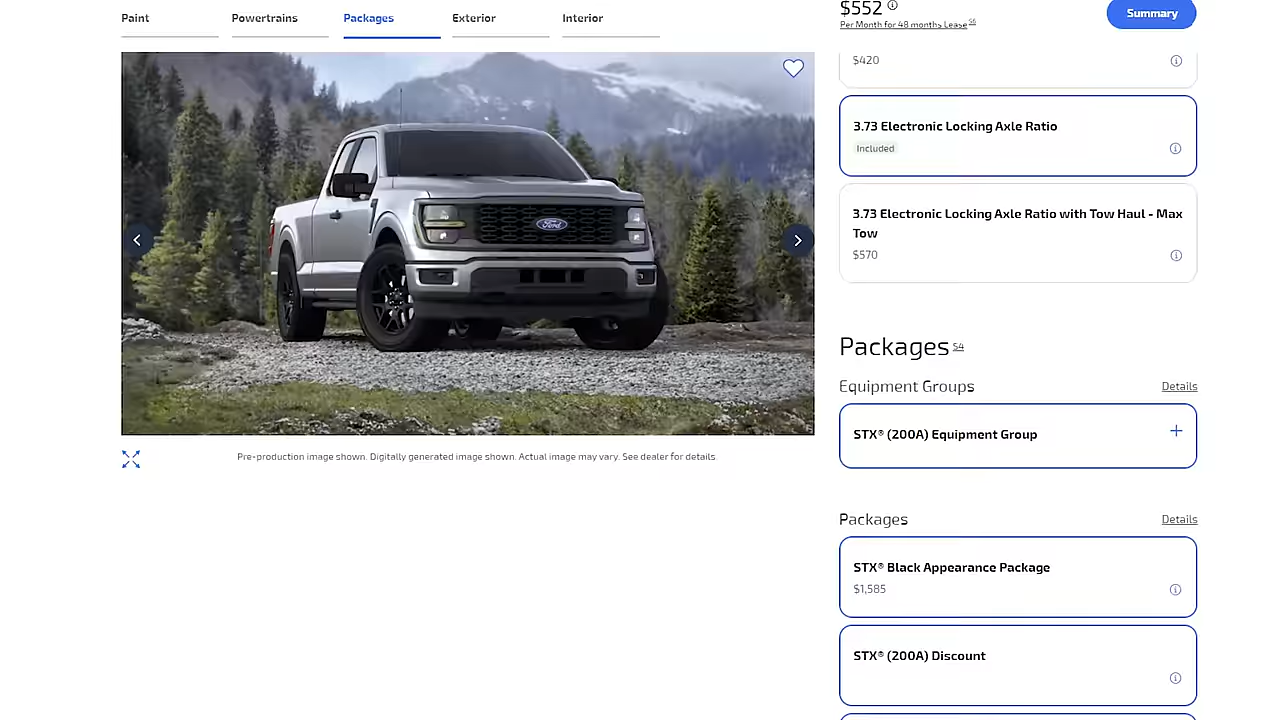 Paint
Powertrains
Packages
Exterior
Interior
$552
Per Month for 48 months Lease 56
Summary
$420
3.73 Electronic Locking Axle Ratio
Included
3.73 Electronic Locking Axle Ratio with Tow Haul - Max
Tow
$570
Ford
Pre-production image shown. Digitally generated image shown. Actual image may vary. See dealer for details.
Packages 54
Equipment Groups
Details
STX® (200A) Equipment Group
Packages
Details
STX® Black Appearance Package
$1,585
STX® (200A) Discount